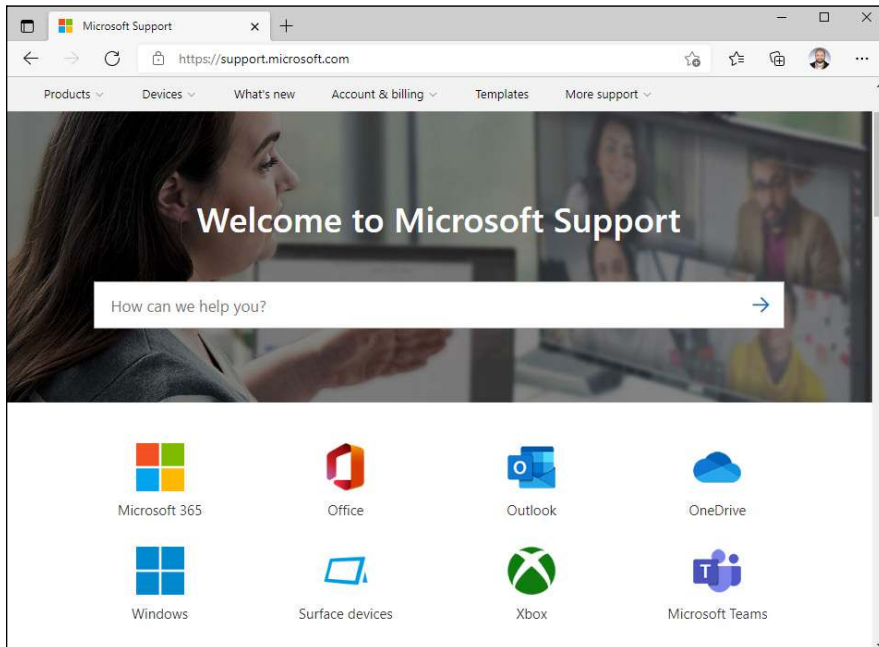 Microsoft Support
https://support.microsoft.com
Products Devices What's new Account & billing Templates More support
Welcome to Microsoft Support
How can we help you?
Microsoft 365 Office Outlook OneDrive
Windows Surface devices Xbox Microsoft Teams